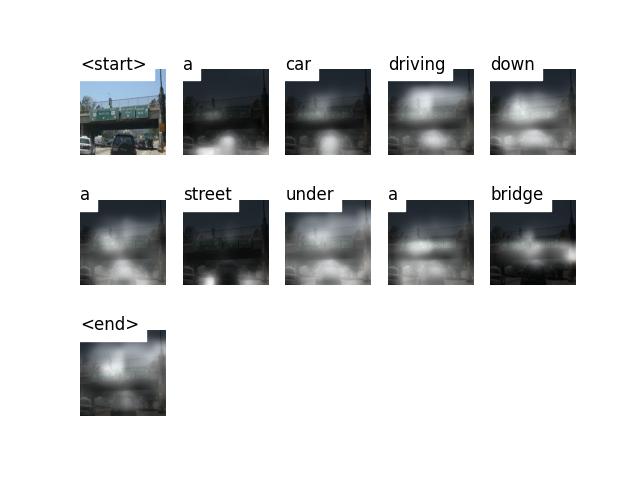 <start> a car driving down
a street under a bridge
<end>